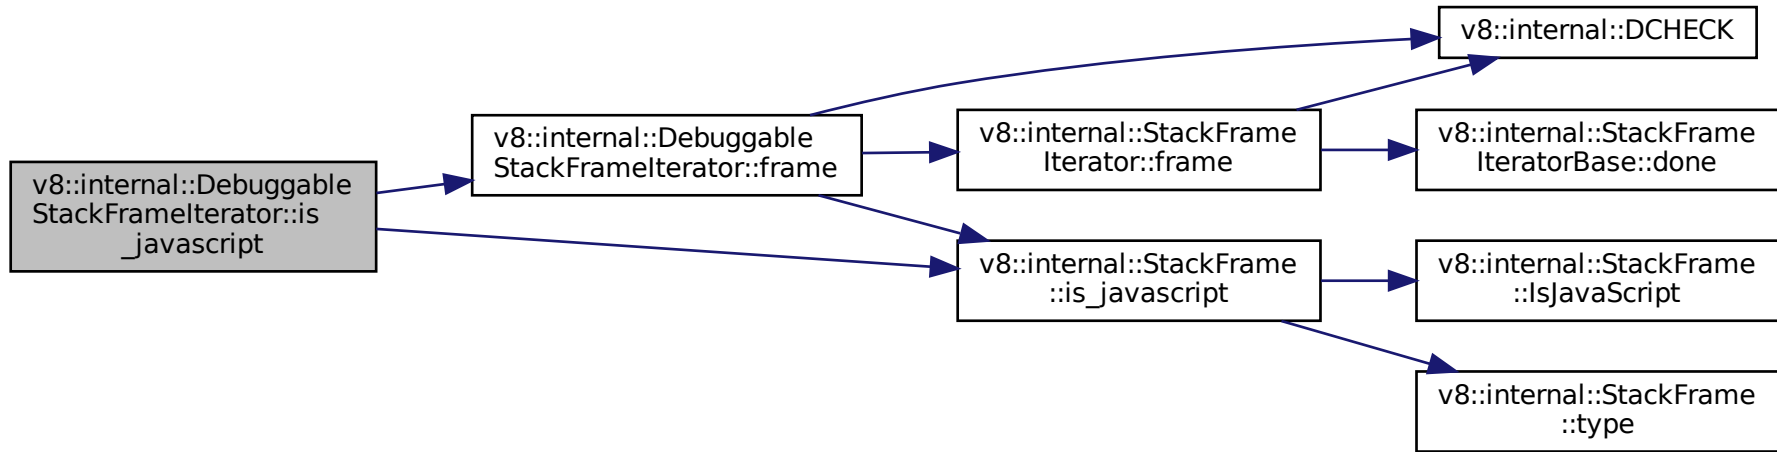 v8::internal::Debuggable
StackFrameIterator::is
_javascript
v8::internal::Debuggable
StackFrameIterator::frame
v8::internal::DCHECK
v8::internal::StackFrame
Iterator::frame
v8::internal::StackFrame
IteratorBase::done
v8::internal::StackFrame
::is_javascript
v8::internal::StackFrame
::IsJavaScript
v8::internal::StackFrame
::type